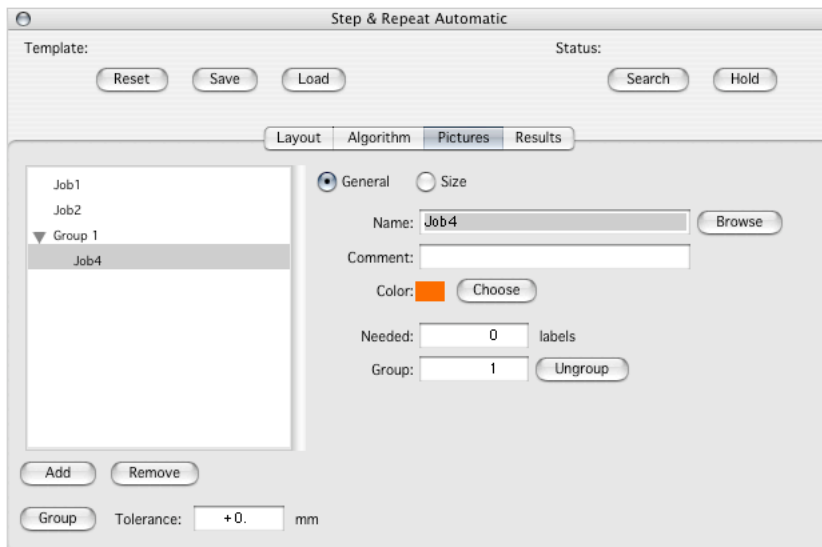 Step & Repeat Automatic
Template:
Status:
Reset Save Load
Search Hold
Layout Algorithm Pictures Results
Job1
Job2
Group 1
Job4
General Size
Name: Job4 Browse
Comment:
Color: Choose
Needed: 0 labels
Group: 1 Ungroup
Add Remove
Group Tolerance: +0. mm